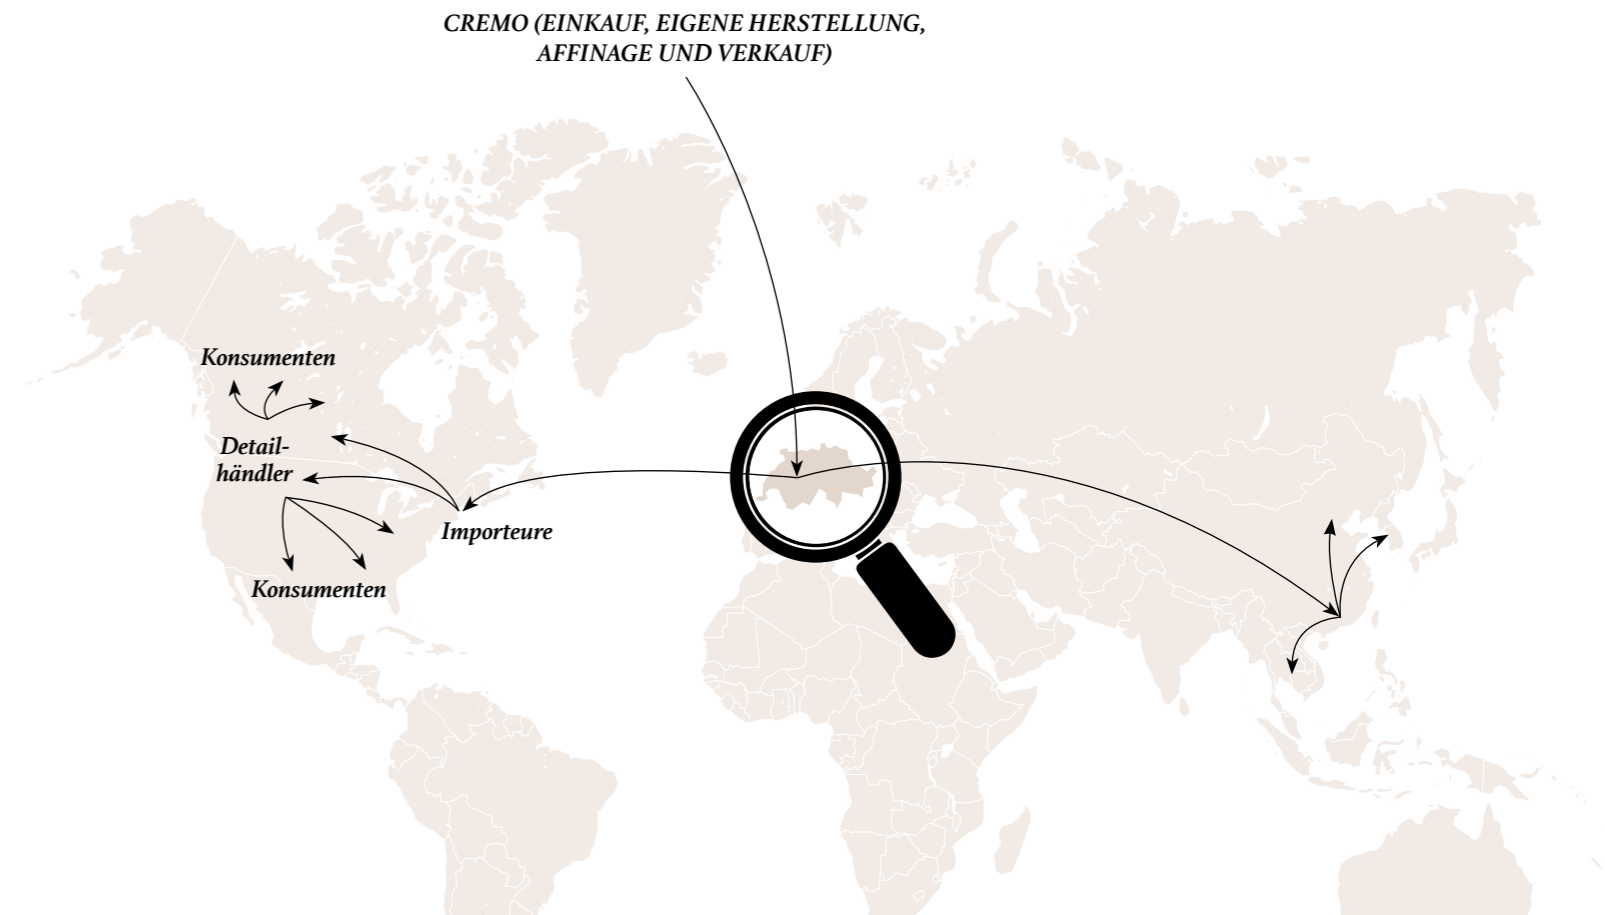 CREMO (EINKAUF, EIGENE HERSTELLUNG,
AFFINAGE UND VERKAUF)
Konsumenten
Detail-
händler
Importeure
Konsumenten